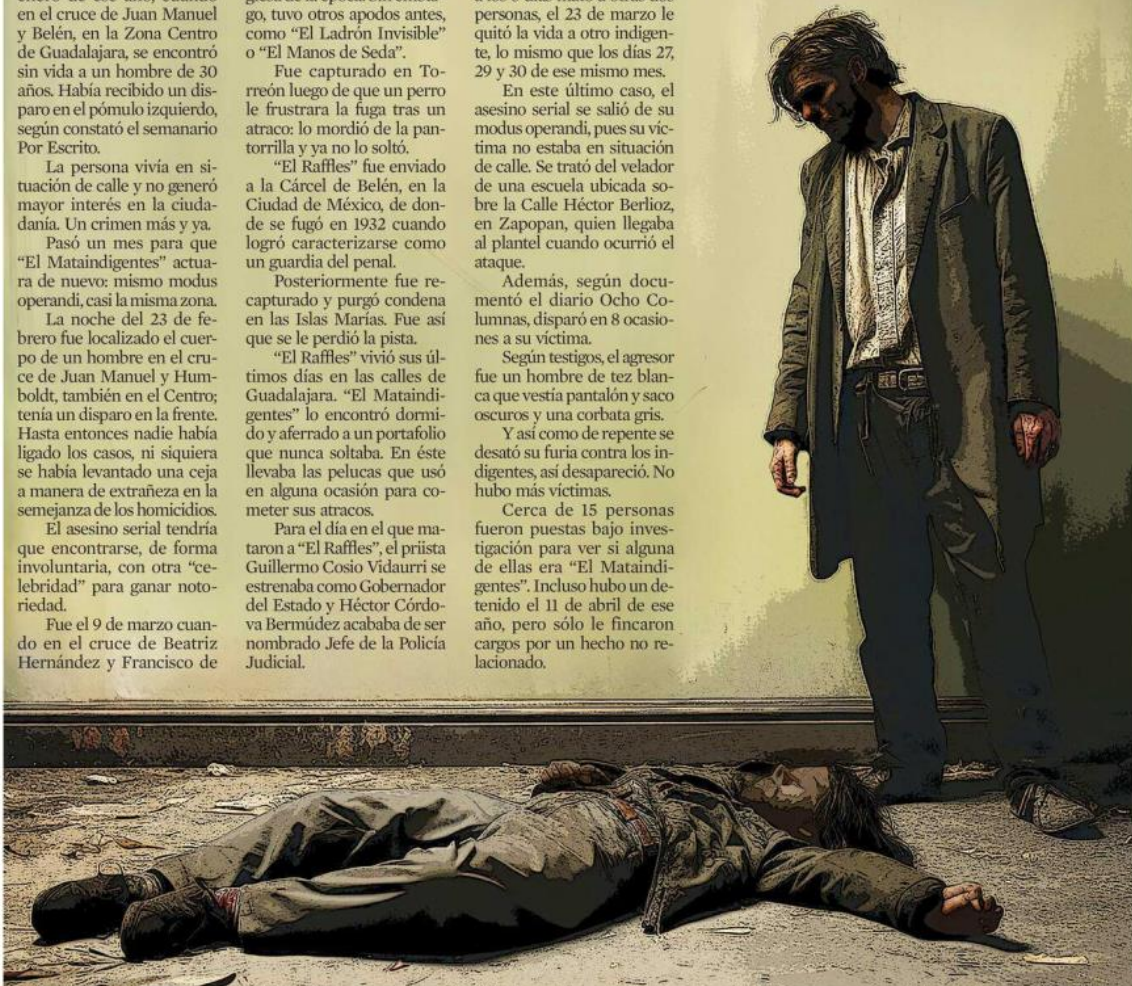 enero de ese año, cuando
en el cruce de Juan Manuel
y Belén, en la Zona Centro
de Guadalajara, se encontró
sin vida a un hombre de 30
años. Había recibido un dis-
paro en el pómulo izquierdo,
según constató el semanario
Por Escrito.
La persona vivía en si-
tuación de calle y no generó
mayor interés en la ciuda-
danía. Un crimen más y ya.
Pasó un mes para que
"El Mataindigentes" actua-
ra de nuevo: mismo modus
operandi, casi la misma zona.
La noche del 23 de fe-
brero fue localizado el cuer-
po de un hombre en el cru-
ce de Juan Manuel y Hum-
boldt, también en el Centro;
tenía un disparo en la frente.
Hasta entonces nadie había
ligado los casos, ni siquiera
se había levantado una ceja
a manera de extrañeza en la
semejanza de los homicidios.
El asesino serial tendría
que encontrarse, de forma
involuntaria, con otra "ce-
lebridad" para ganar noto-
riedad.
Fue el 9 de marzo cuan-
do en el cruce de Beatriz
Hernández y Francisco de
go, tuvo otros apodos antes,
como "El Ladrón Invisible"
o "El Manos de Seda".
Fue capturado en To-
rreón luego de que un perro
le frustrara la fuga tras un
atraco: lo mordió de la pan-
torrilla y ya no lo soltó.
"El Raffles" fue enviado
a la Cárcel de Belén, en la
Ciudad de México, de don-
de se fugó en 1932 cuando
logró caracterizarse como
un guardia del penal.
Posteriormente fue re-
capturado y purgó condena
en las Islas Marías. Fue así
que se le perdió la pista.
"El Raffles" vivió sus úl-
timos días en las calles de
Guadalajara. "El Mataindi-
gentes" lo encontró dormi-
do y aferrado a un portafolio
que nunca soltaba. En éste
llevaba las pelucas que usó
en alguna ocasión para co-
meter sus atracos.
Para el día en el que ma-
taron a "El Raffles", el priista
Guillermo Cosio Vidaurri se
estrenaba como Gobernador
del Estado y Héctor Córdo-
va Bermúdez acababa de ser
nombrado Jefe de la Policía
Judicial.
personas, el 23 de marzo le
quitó la vida a otro indigen-
te, lo mismo que los días 27,
29 y 30 de ese mismo mes.
En este último caso, el
asesino serial se salió de su
modus operandi, pues su víc-
tima no estaba en situación
de calle. Se trató del velador
de una escuela ubicada so-
bre la Calle Héctor Berlioz,
en Zapopan, quien llegaba
al plantel cuando ocurrió el
ataque.
Además, según docu-
mentó el diario Ocho Co-
lumnas, disparó en 8 ocasio-
nes a su víctima.
Según testigos, el agresor
fue un hombre de tez blan-
ca que vestía pantalón y saco
oscuros y una corbata gris.
Y así como de repente se
desató su furia contra los in-
digentes, así desapareció. No
hubo más víctimas.
Cerca de 15 personas
fueron puestas bajo inves-
tigación para ver si alguna
de ellas era "El Mataindi-
gentes". Incluso hubo un de-
tenido el 11 de abril de ese
año, pero sólo le fincaron
cargos por un hecho no re-
lacionado.